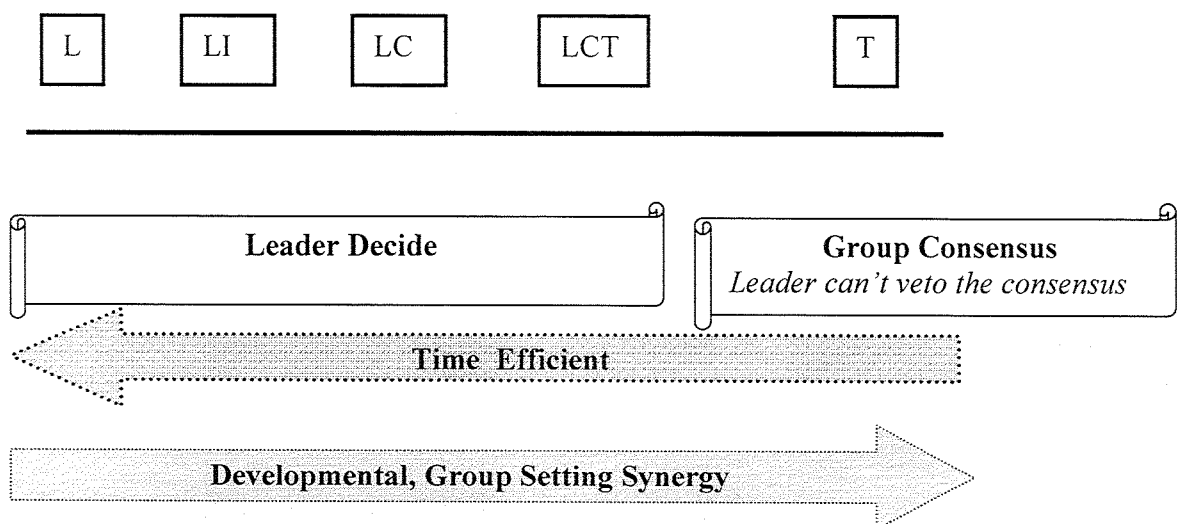 L LI LC LCT T
Leader Decide
Group Consensus
Leader can't veto the consensus
Time Efficient
Developmental, Group Setting Synergy